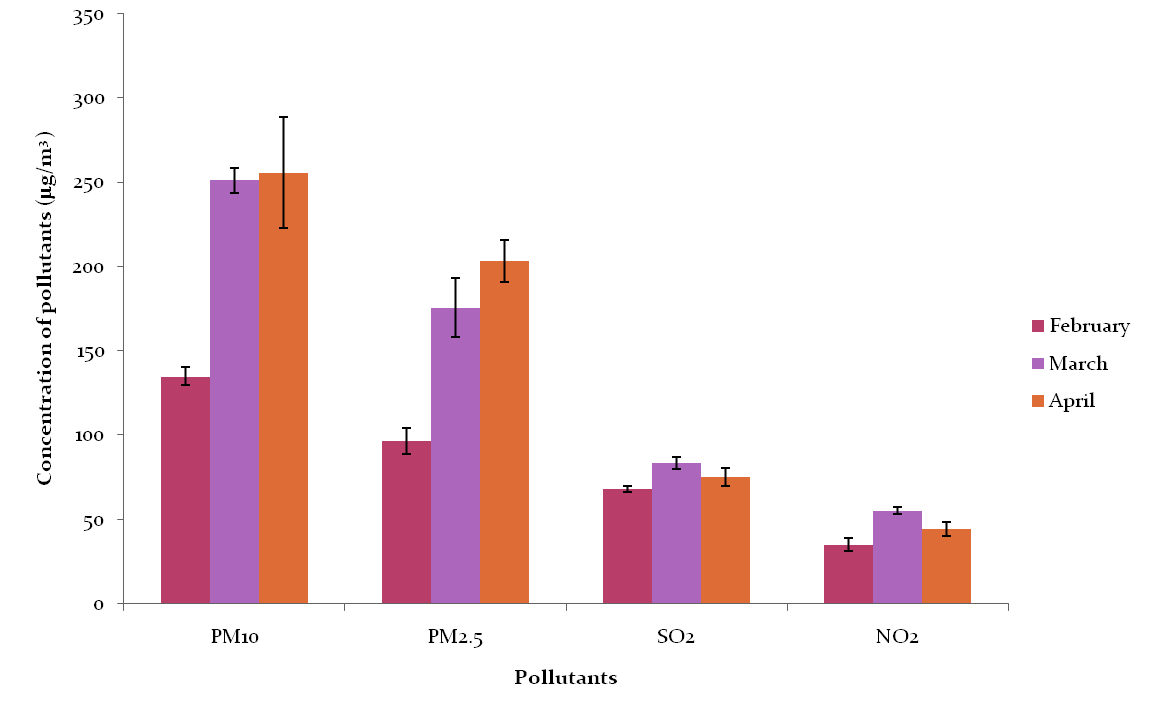 350
300
250
200
150
100
50
0
Concentration of pollutants (µg/m³)
PM10 PM2.5 SO2 NO2
Pollutants
February
March
April